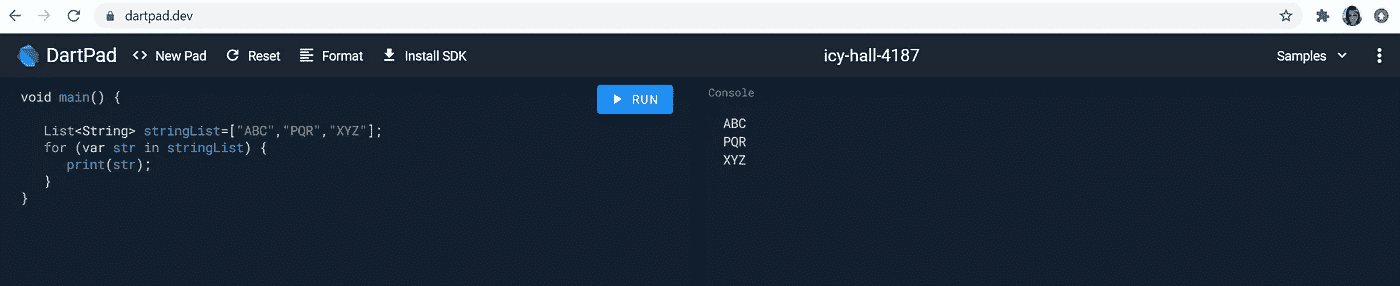 dartpad.dev
DartPad <> New Pad Reset Format Install SDK icy-hall-4187 Samples
void main() {
List<String> stringList=["ABC","PQR","XYZ"];
for (var str in stringList) {
print(str);
}
}
RUN
Console
ABC
PQR
XYZ